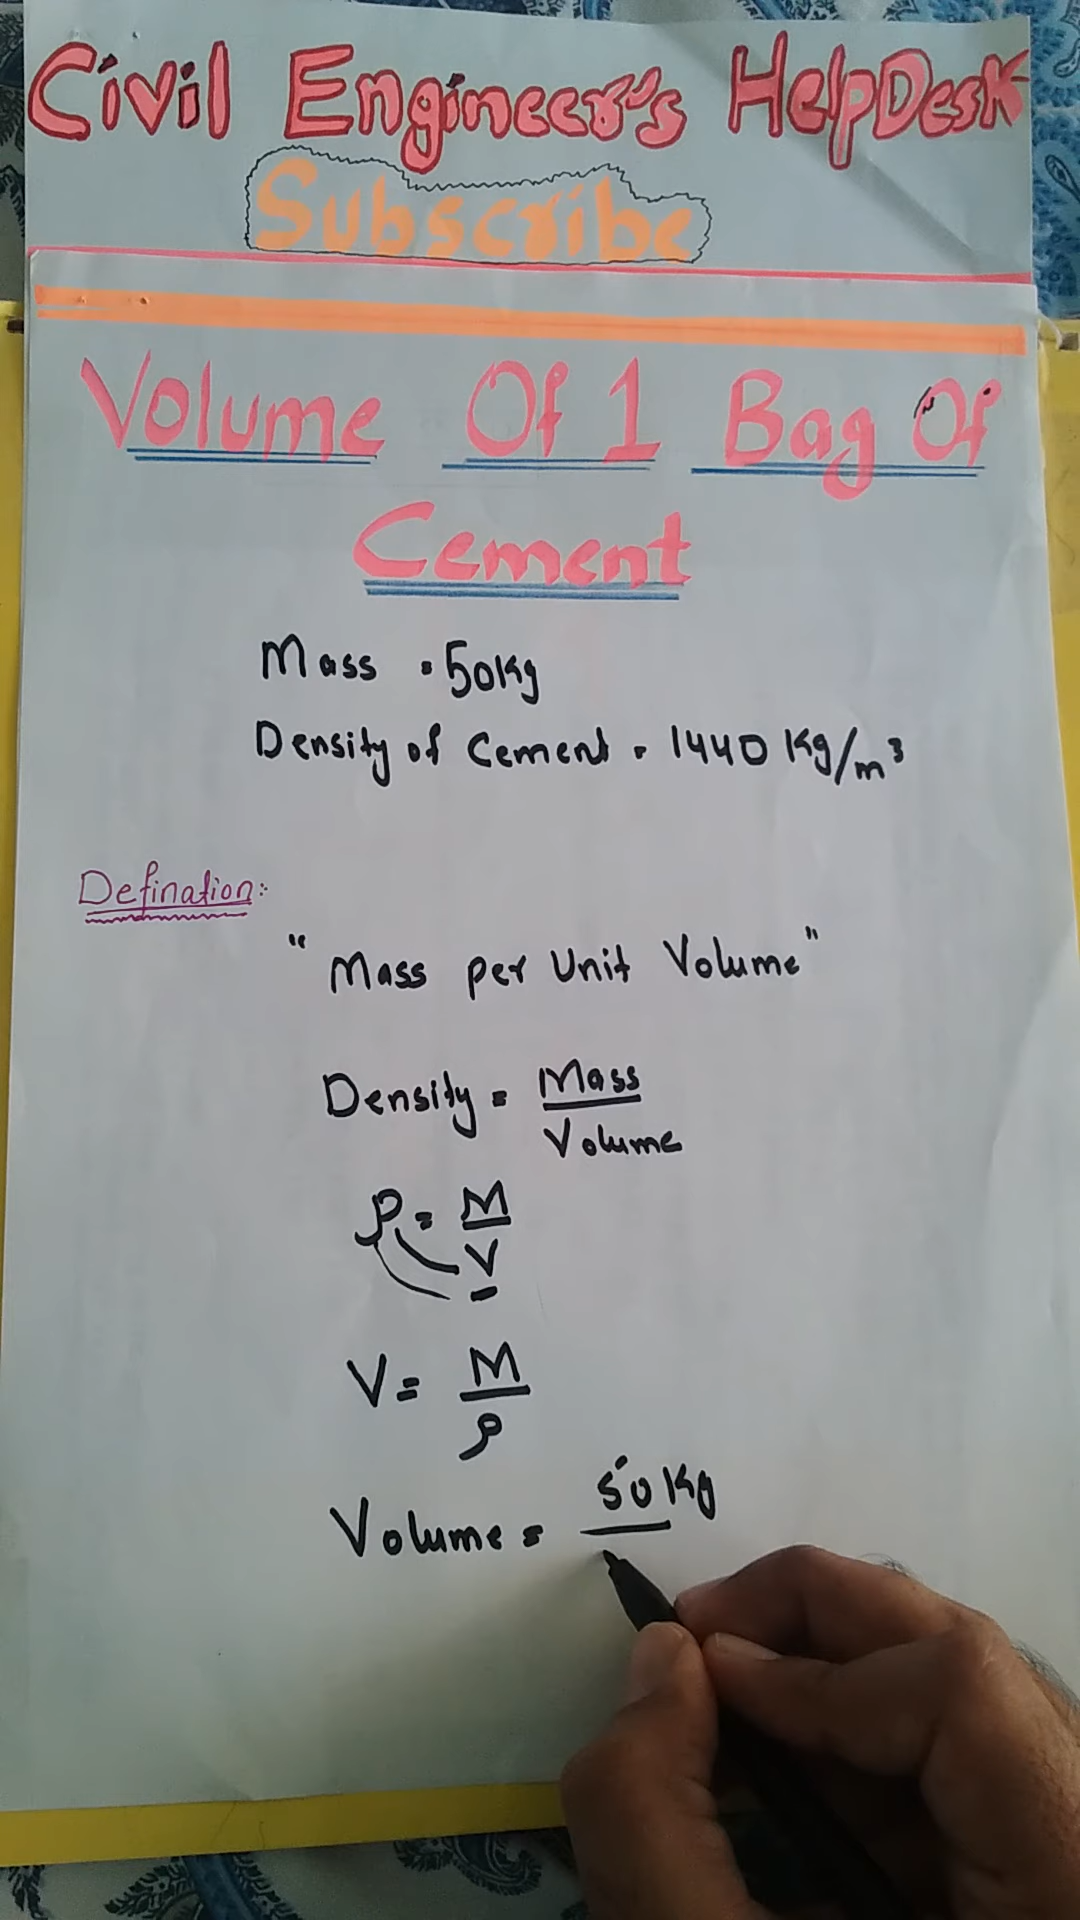 Civil Engineer's HelpDesk
Subscribe
Volume Of 1 Bag Of
Cement
Mass = 50Kg
Density of Cement = 1440 Kg/m³
Defination:
"Mass per Unit Volume"
Density = Mass
Volume
ρ = M
V
V = M
ρ
Volume = 50Kg